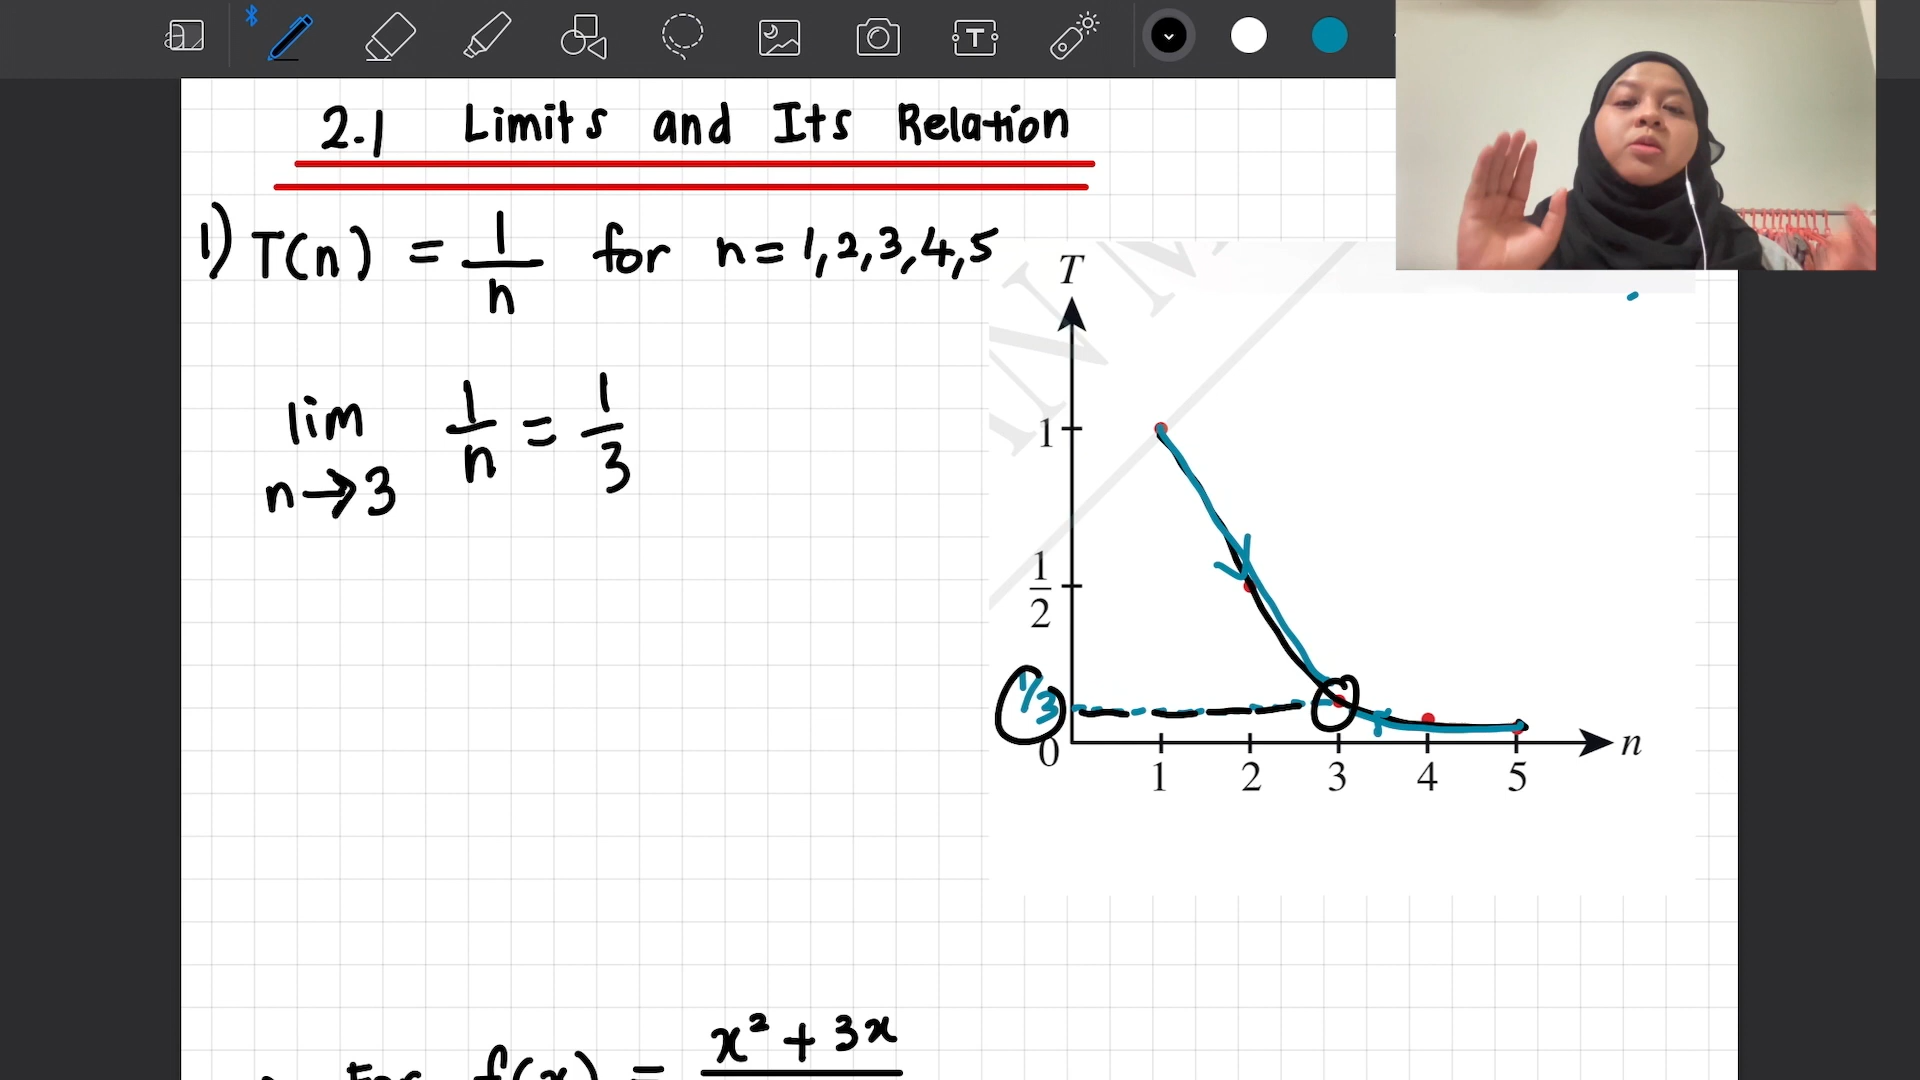 2.1 Limits and Its Relation
1) T(n) = 1/n for n = 1,2,3,4,5
lim n→3 1/n = 1/3
T
1
1/2
1/3
0
1 2 3 4 5
n
For f(x) = x² + 3x